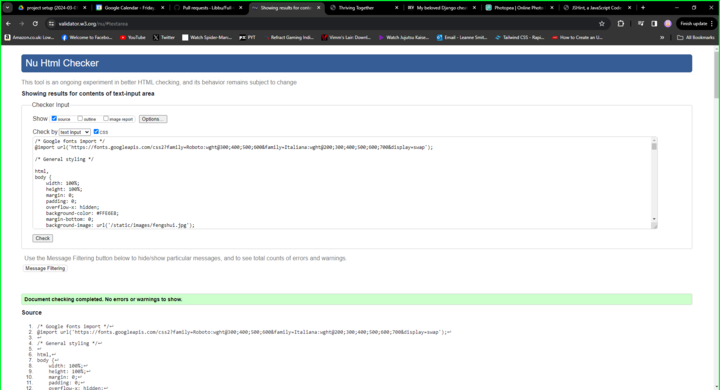 project setup (2024-03-0
Google Calendar - Friday,
Pull requests - Libba/Full
Showing results for cont
Thriving Together
My beloved Django chec
Photopea | Online Photo
JSHint, a JavaScript Code
validator.w3.org/nu/#textarea
Finish update
Amazon.co.uk: Low...
Welcome to Facebo...
YouTube
Twitter
Watch Spider-Man:...
PYT
Refract Gaming Indi...
Watch Jujutsu Kaise...
Email - Leanne Smit...
Tailwind CSS - Rapi...
How to Create an U...
All Bookmarks
Nu Html Checker
This tool is an ongoing experiment in better HTML checking, and its behavior remains subject to change
Showing results for contents of text-input area
Checker Input
Show source outline image report Options...
Check by text input css
/* Google fonts import */
@import url('https://fonts.googleapis.com/css2?family=Roboto:wght@300;400;500;600&family=Italiana:wght@200;300;400;500;600;700&display=swap');
/* General styling */
html,
body {
width: 100%;
height: 100%;
margin: 0;
padding: 0;
overflow-x: hidden;
background-color: #FFE6E8;
margin-bottom: 0;
background-image: url('/static/images/fengshui.jpg');
Check
Use the Message Filtering button below to hide/show particular messages, and to see total counts of errors and warnings.
Message Filtering
Document checking completed. No errors or warnings to show.
Source
1. /* Google fonts import */↩
2. @import url('https://fonts.googleapis.com/css2?family=Roboto:wght@300;400;500;600&family=Italiana:wght@200;300;400;500;600;700&display=swap');↩
3. ↩
4. /* General styling */↩
5. ↩
6. html,↩
7. body {↩
8. width: 100%;↩
9. height: 100%;↩
10. margin: 0;↩
11. padding: 0;↩
12. overflow-x: hidden;↩